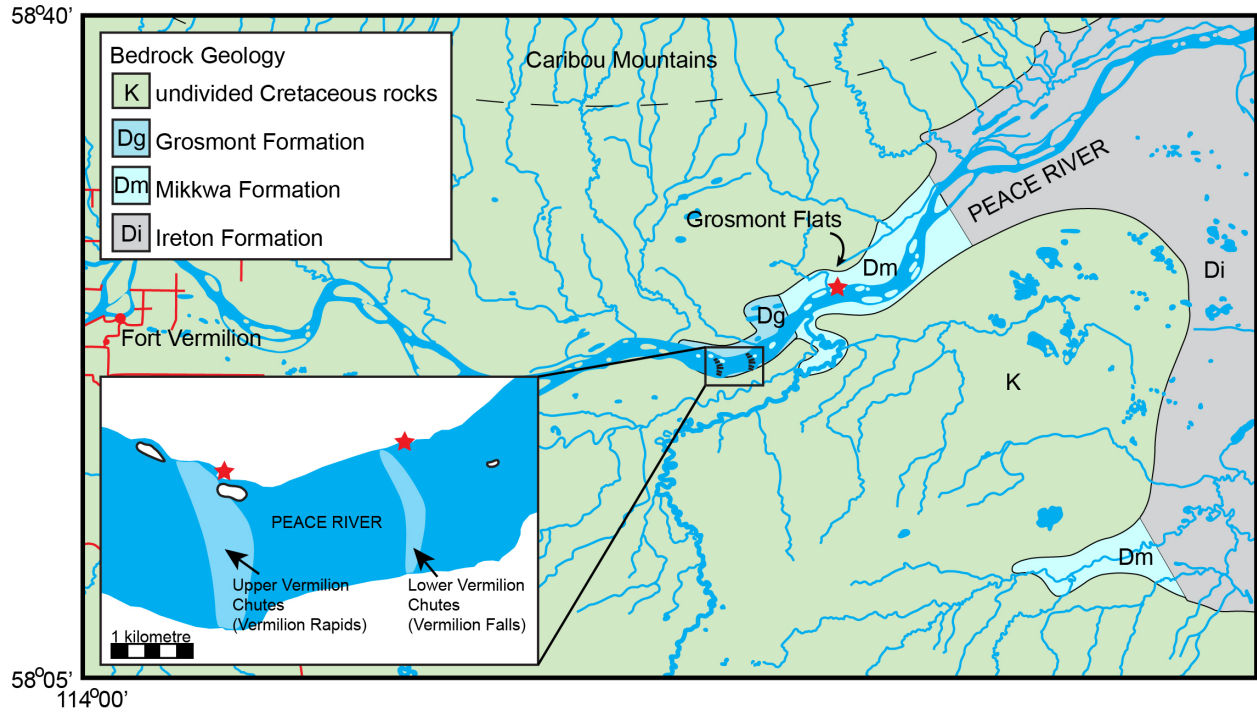 58°40'
Bedrock Geology
K undivided Cretaceous rocks
Dg Grosmont Formation
Dm Mikkwa Formation
Di Ireton Formation
Caribou Mountains
PEACE RIVER
Grosmont Flats
Dm
Di
Dg
Fort Vermilion
K
PEACE RIVER
Upper Vermilion
Chutes
(Vermilion Rapids)
Lower Vermilion
Chutes
(Vermilion Falls)
1 kilometre
Dm
58°05'
114°00'